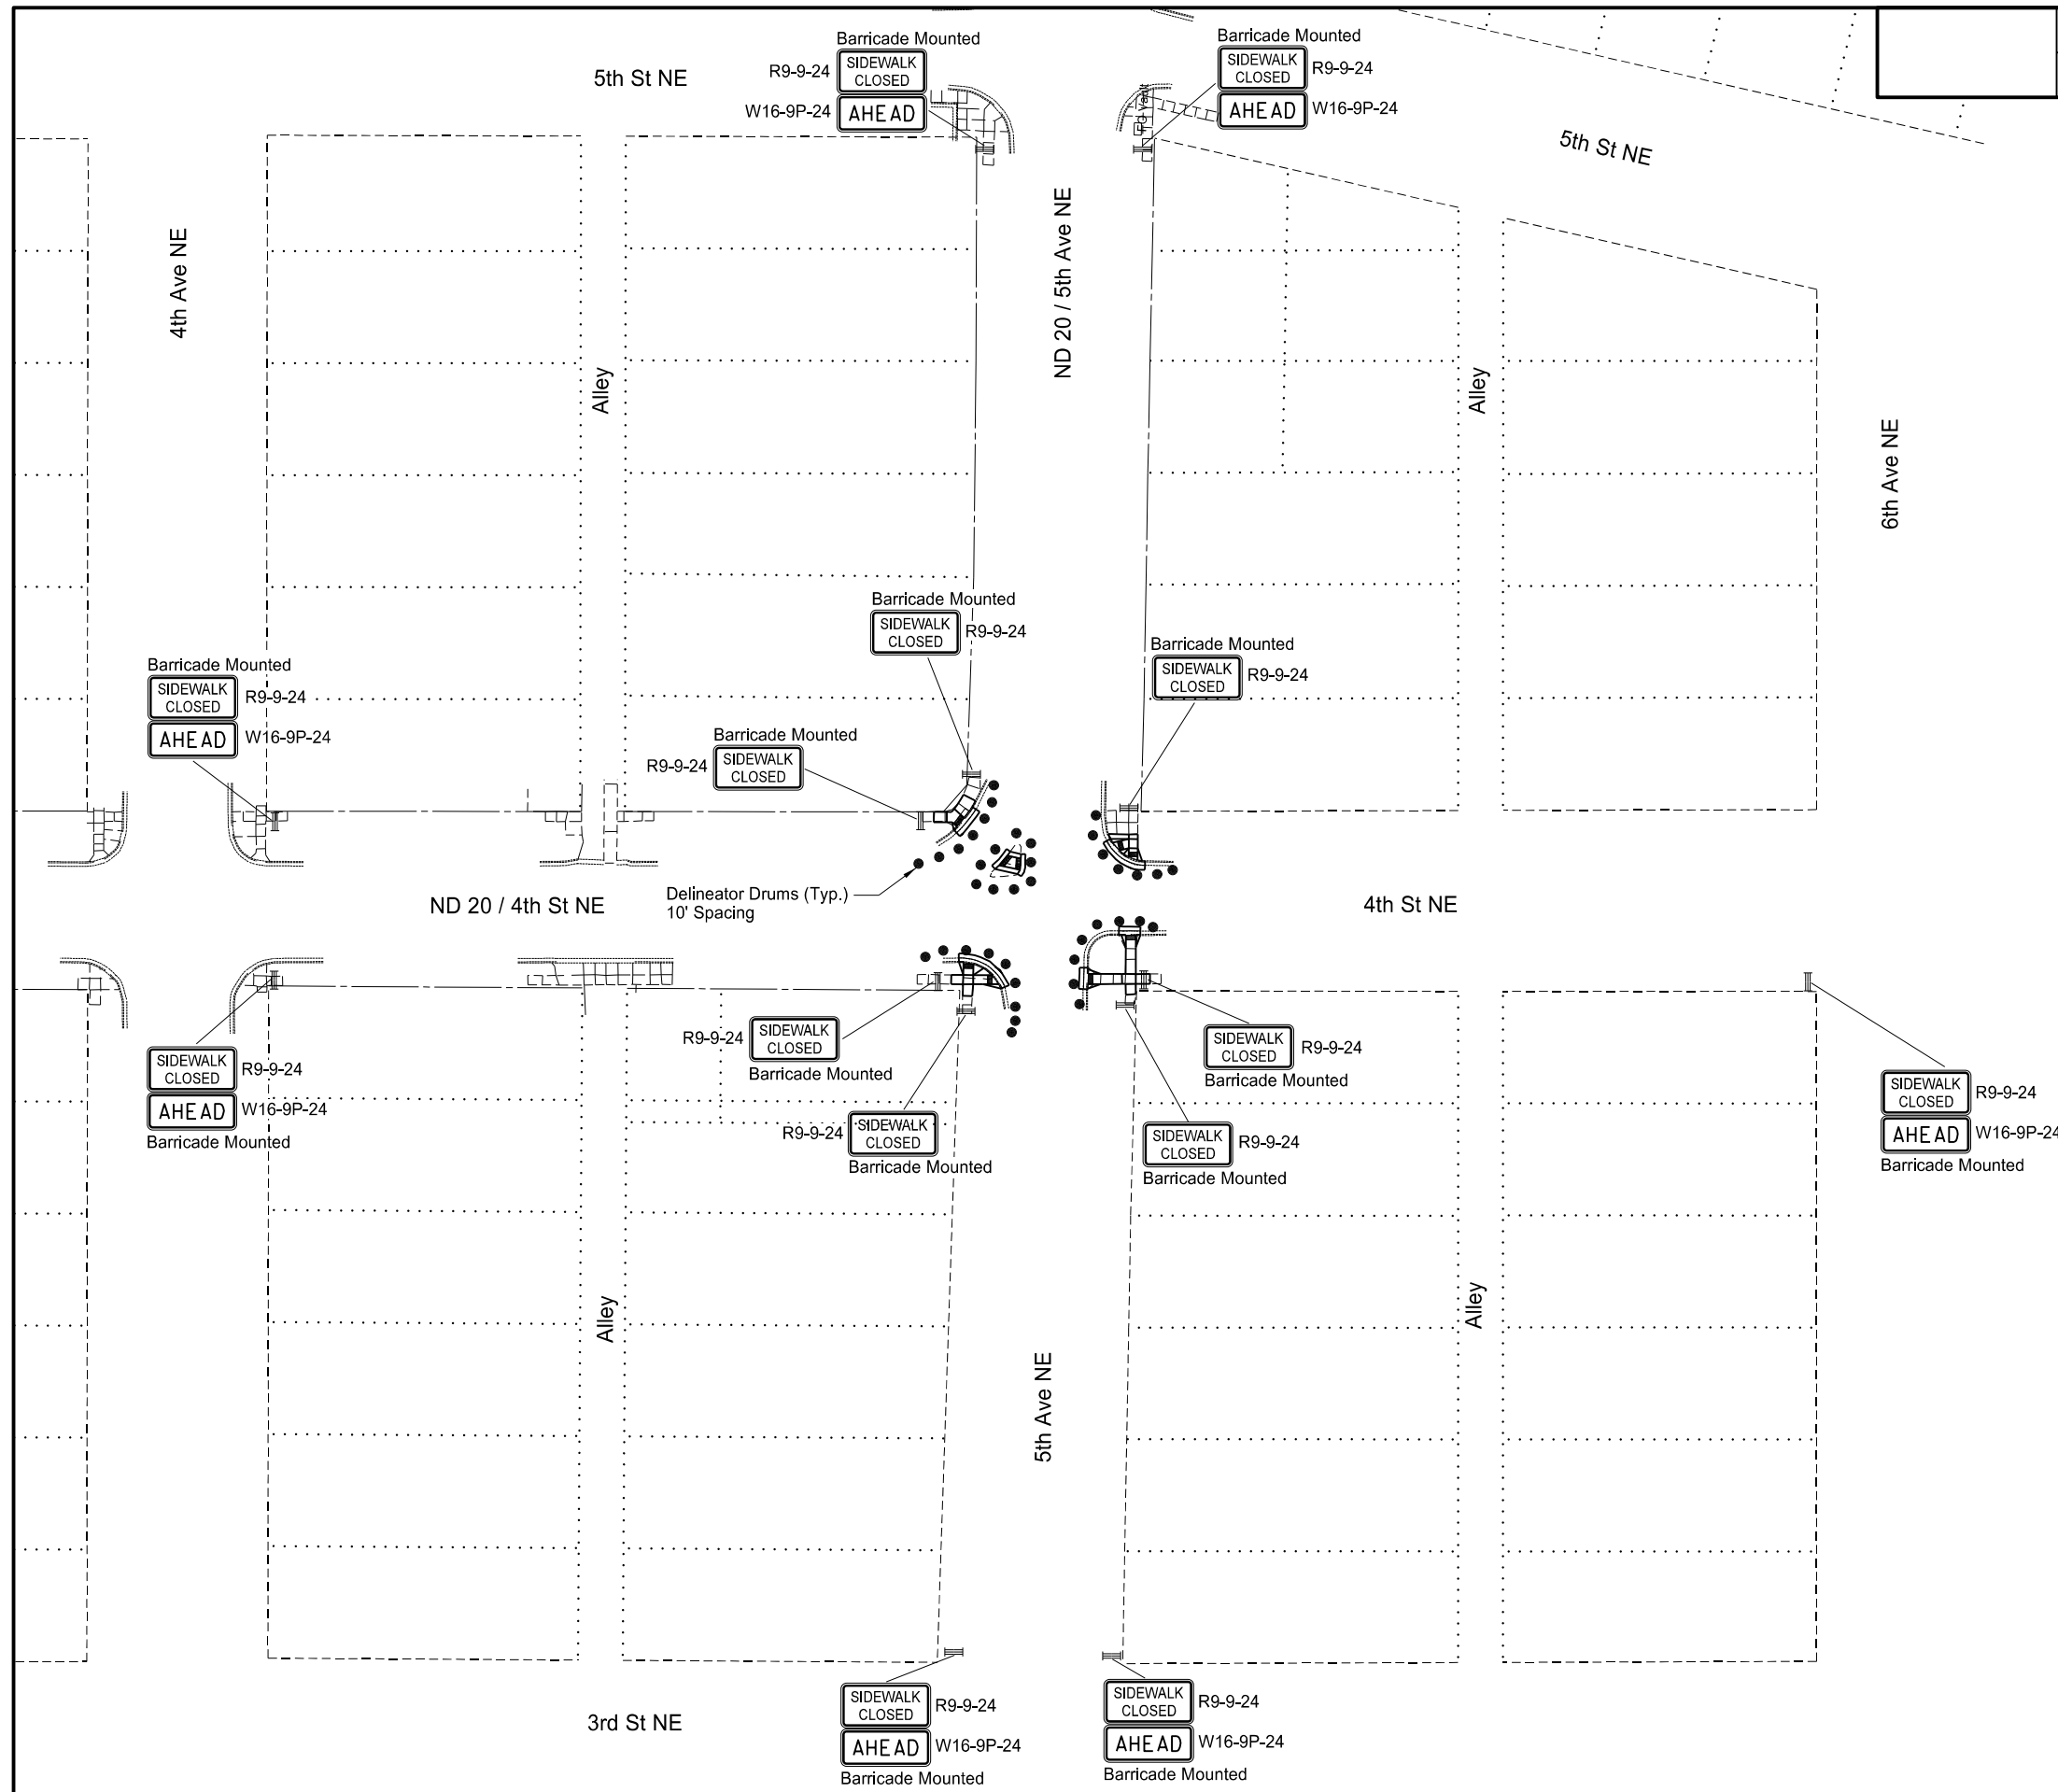 Barricade Mounted
SIDEWALK
CLOSED
R9-9-24
AHEAD
W16-9P-24
Barricade Mounted
SIDEWALK
CLOSED
R9-9-24
AHEAD
W16-9P-24
5th St NE
5th St NE
Vault
4th Ave NE
ND 20 / 5th Ave NE
Alley
Alley
6th Ave NE
Barricade Mounted
SIDEWALK
CLOSED
R9-9-24
Barricade Mounted
SIDEWALK
CLOSED
R9-9-24
Barricade Mounted
SIDEWALK
CLOSED
R9-9-24
AHEAD
W16-9P-24
Barricade Mounted
R9-9-24
SIDEWALK
CLOSED
Delineator Drums (Typ.)
10' Spacing
ND 20 / 4th St NE
4th St NE
SIDEWALK
CLOSED
R9-9-24
AHEAD
W16-9P-24
Barricade Mounted
R9-9-24
SIDEWALK
CLOSED
Barricade Mounted
R9-9-24
SIDEWALK
CLOSED
Barricade Mounted
SIDEWALK
CLOSED
R9-9-24
Barricade Mounted
SIDEWALK
CLOSED
R9-9-24
Barricade Mounted
SIDEWALK
CLOSED
R9-9-24
AHEAD
W16-9P-24
Barricade Mounted
Alley
5th Ave NE
Alley
3rd St NE
SIDEWALK
CLOSED
R9-9-24
AHEAD
W16-9P-24
Barricade Mounted
SIDEWALK
CLOSED
R9-9-24
AHEAD
W16-9P-24
Barricade Mounted